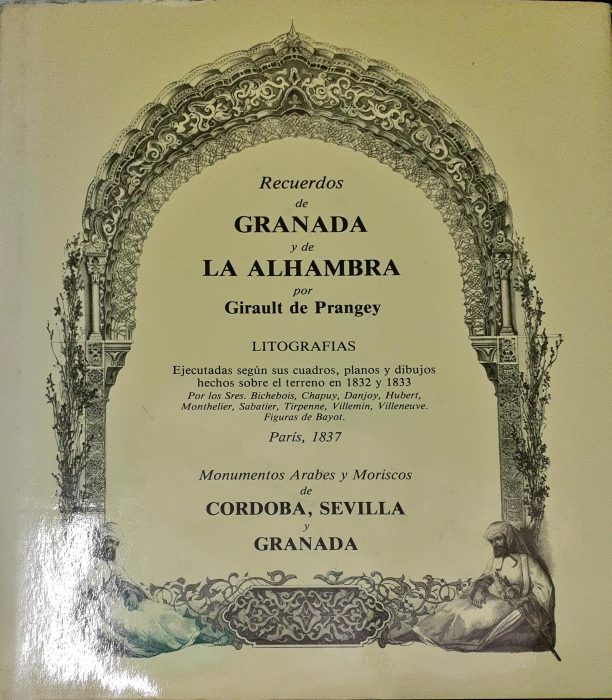 Recuerdos
de
GRANADA
y de
LA ALHAMBRA
por
Girault de Prangey
LITOGRAFIAS
Ejecutadas según sus cuadros, planos y dibujos
hechos sobre el terreno en 1832 y 1833
Por los Sres. Bichebois, Chapuy, Danjoy, Hubert,
Monthelier, Sabatier, Tirpenne, Villemin, Villeneuve.
Figuras de Bayot.
París, 1837
Monumentos Arabes y Moriscos
de
CORDOBA, SEVILLA
y
GRANADA